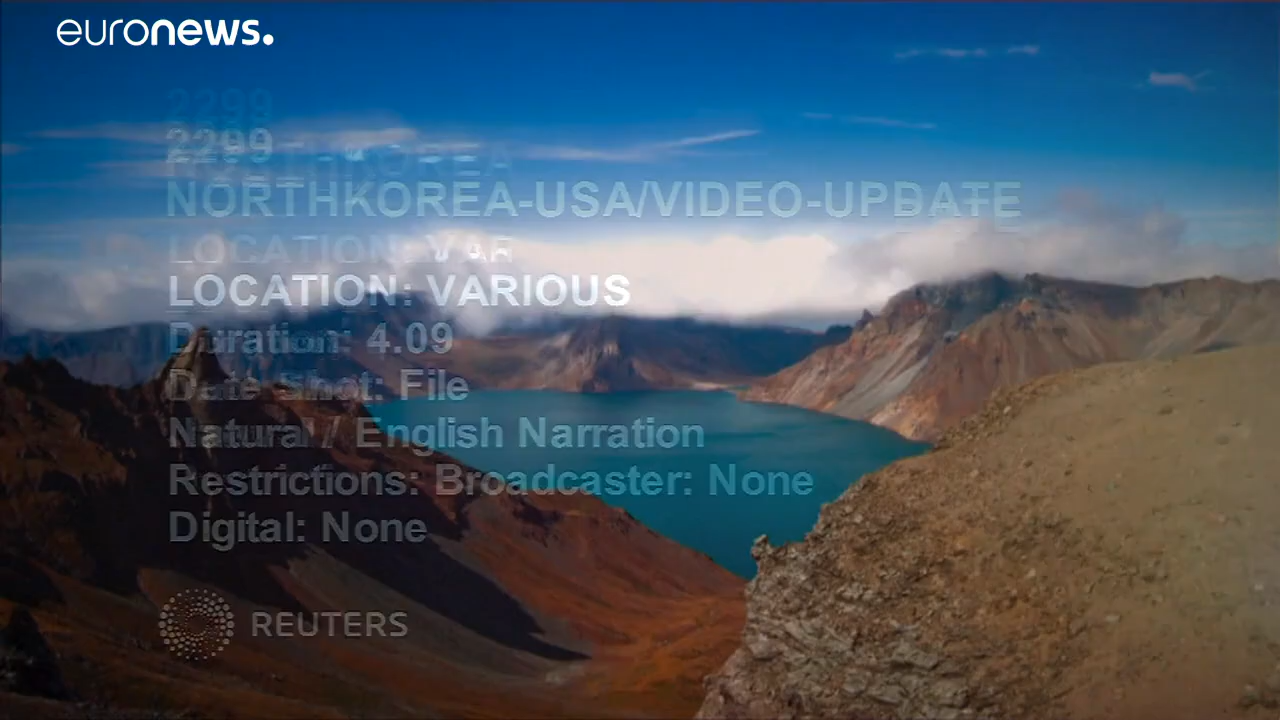 euronews.
2299
2299
NORTHKOREA-USA/VIDEO-UPDATE
LOCATION: VARIOUS
Duration: 4.09
Date Shot: File
Natural / English Narration
Restrictions: Broadcaster: None
Digital: None
REUTERS